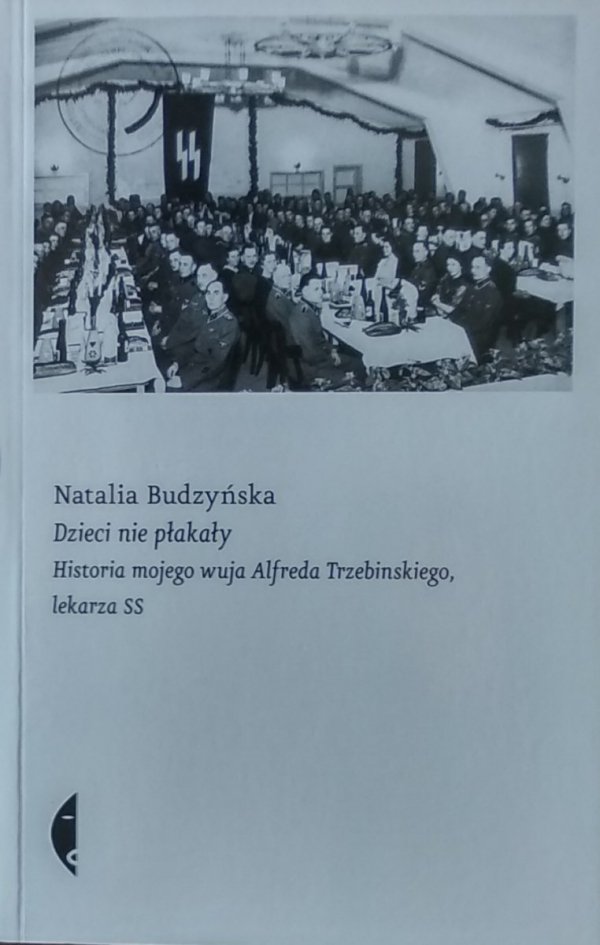 Natalia Budzyńska
Dzieci nie płakały
Historia mojego wuja Alfreda Trzebinskiego,
lekarza SS